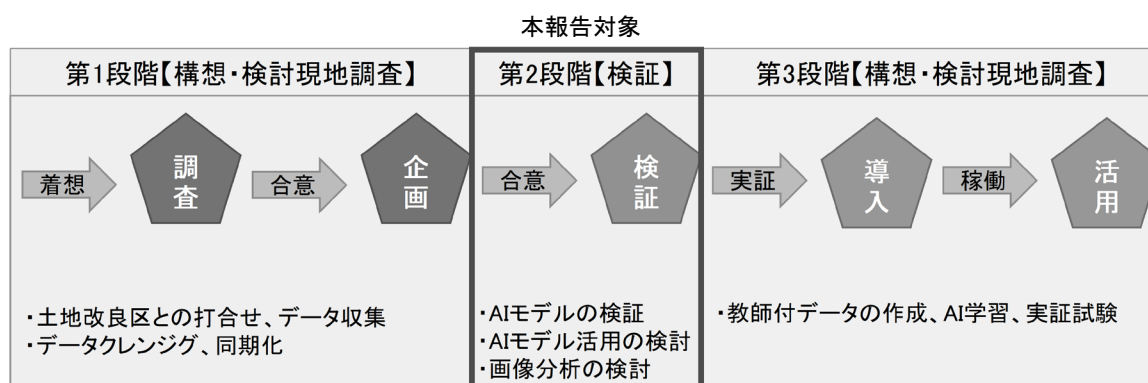 本報告対象
第1段階【構想・検討現地調査】
第2段階【検証】
第3段階【構想・検討現地調査】
着想
調査
合意
企画
合意
検証
実証
導入
稼働
活用
・土地改良区との打合せ、データ収集
・データクレンジグ、同期化
・AIモデルの検証
・AIモデル活用の検討
・画像分析の検討
・教師付データの作成、AI学習、実証試験